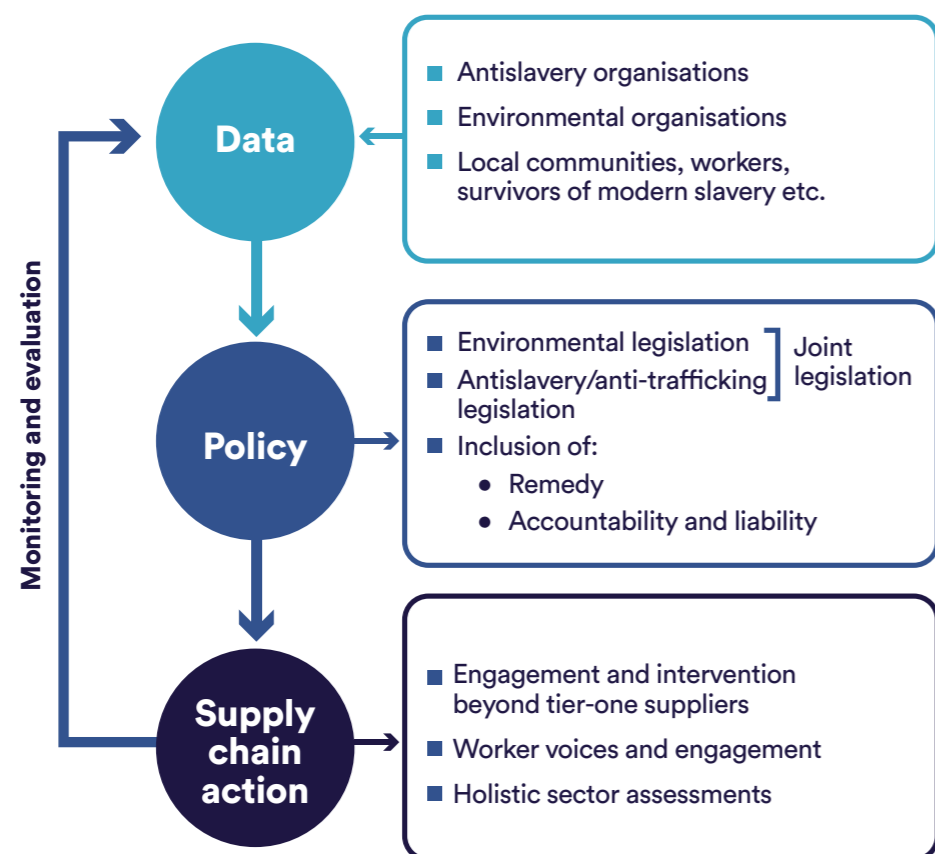 Data
Antislavery organisations
Environmental organisations
Local communities, workers,
survivors of modern slavery etc.
Monitoring and evaluation
Policy
Environmental legislation
Antislavery/anti-trafficking
legislation
Joint
legislation
Inclusion of:
Remedy
Accountability and liability
Supply
chain
action
Engagement and intervention
beyond tier-one suppliers
Worker voices and engagement
Holistic sector assessments